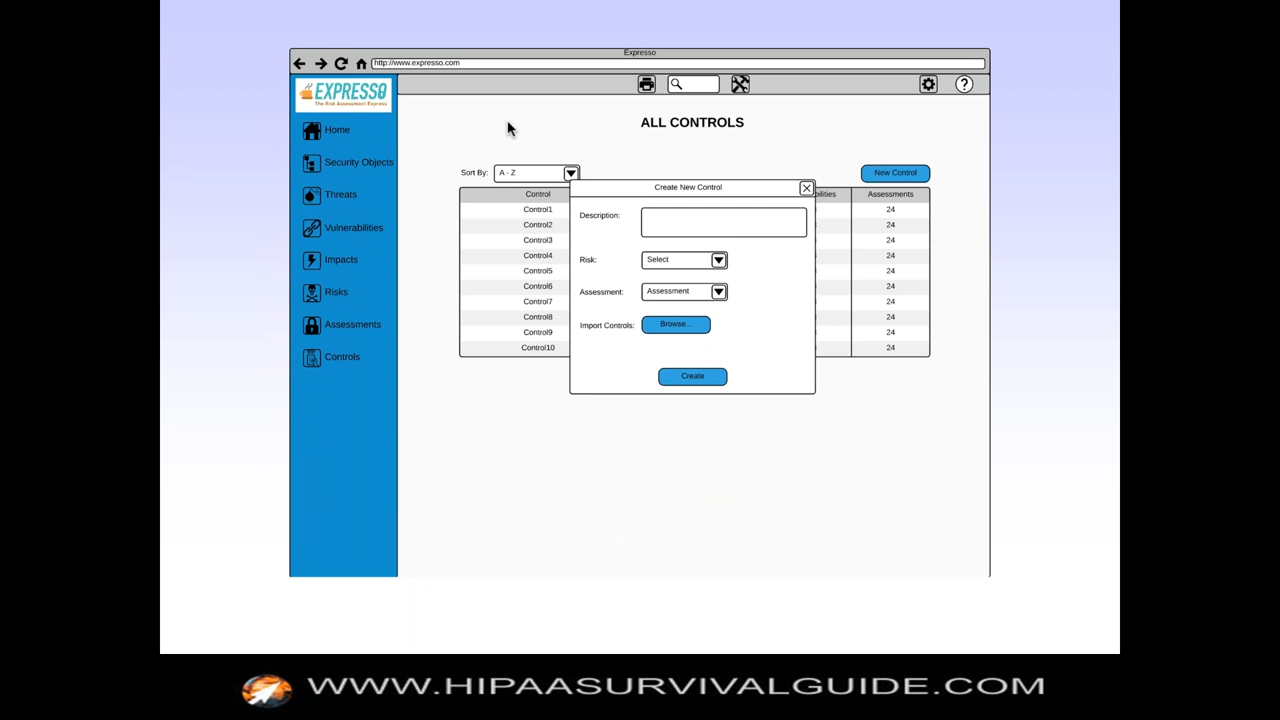 Expresso
http://www.expresso.com
EXPRESSO
The Risk Assessment Express
?
Home
Security Objects
Threats
Vulnerabilities
Impacts
Risks
Assessments
Controls
ALL CONTROLS
Sort By: A - Z
New Control
Control Assessments
Control1 24
Control2 24
Control3 24
Control4 24
Control5 24
Control6 24
Control7 24
Control8 24
Control9 24
Control10 24
Create New Control
Description:
Risk: Select
Assessment: Assessment
Import Controls: Browse...
Create
WWW.HIPAASURVIVALGUIDE.COM